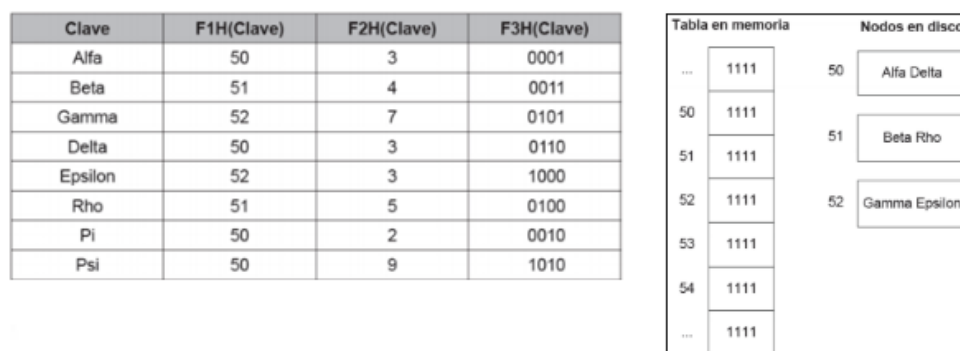 Clave F1H(Clave) F2H(Clave) F3H(Clave)
Alfa 50 3 0001
Beta 51 4 0011
Gamma 52 7 0101
Delta 50 3 0110
Epsilon 52 3 1000
Rho 51 5 0100
Pi 50 2 0010
Psi 50 9 1010
Tabla en memoria Nodos en disco
... 1111
50 1111
51 1111
52 1111
53 1111
54 1111
... 1111
50 Alfa Delta
51 Beta Rho
52 Gamma Epsilon